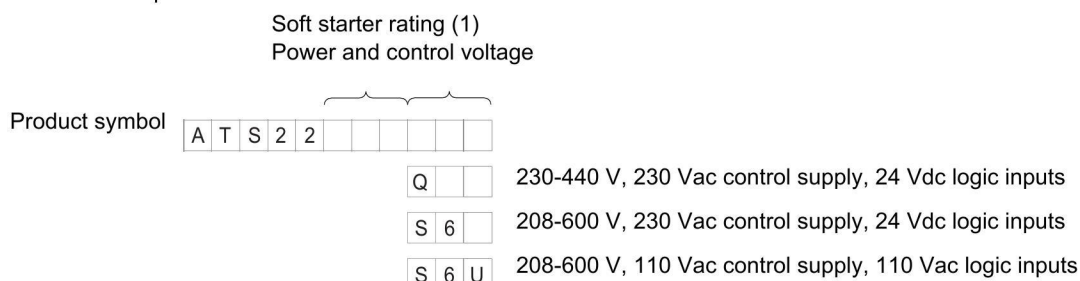 Soft starter rating (1)
Power and control voltage
Product symbol
A T S 2 2
Q
230-440 V, 230 Vac control supply, 24 Vdc logic inputs
S 6
208-600 V, 230 Vac control supply, 24 Vdc logic inputs
S 6 U
208-600 V, 110 Vac control supply, 110 Vac logic inputs